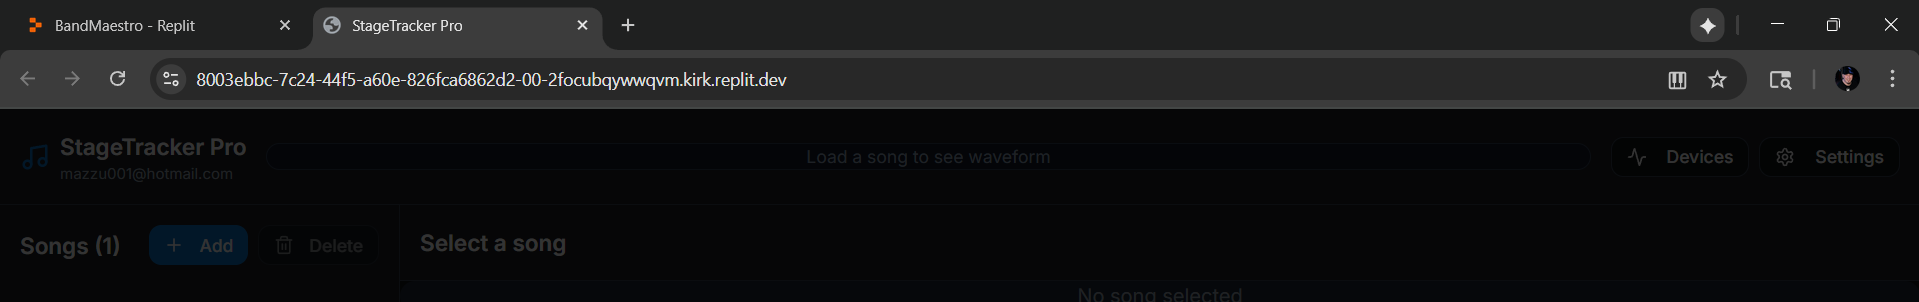 BandMaestro - Replit
StageTracker Pro
8003ebbc-7c24-44f5-a60e-826fca6862d2-00-2focubqywwqvm.kirk.replit.dev
StageTracker Pro
mazzu001@hotmail.com
Load a song to see waveform
Devices
Settings
Songs (1)
+ Add
Delete
Select a song
No song selected